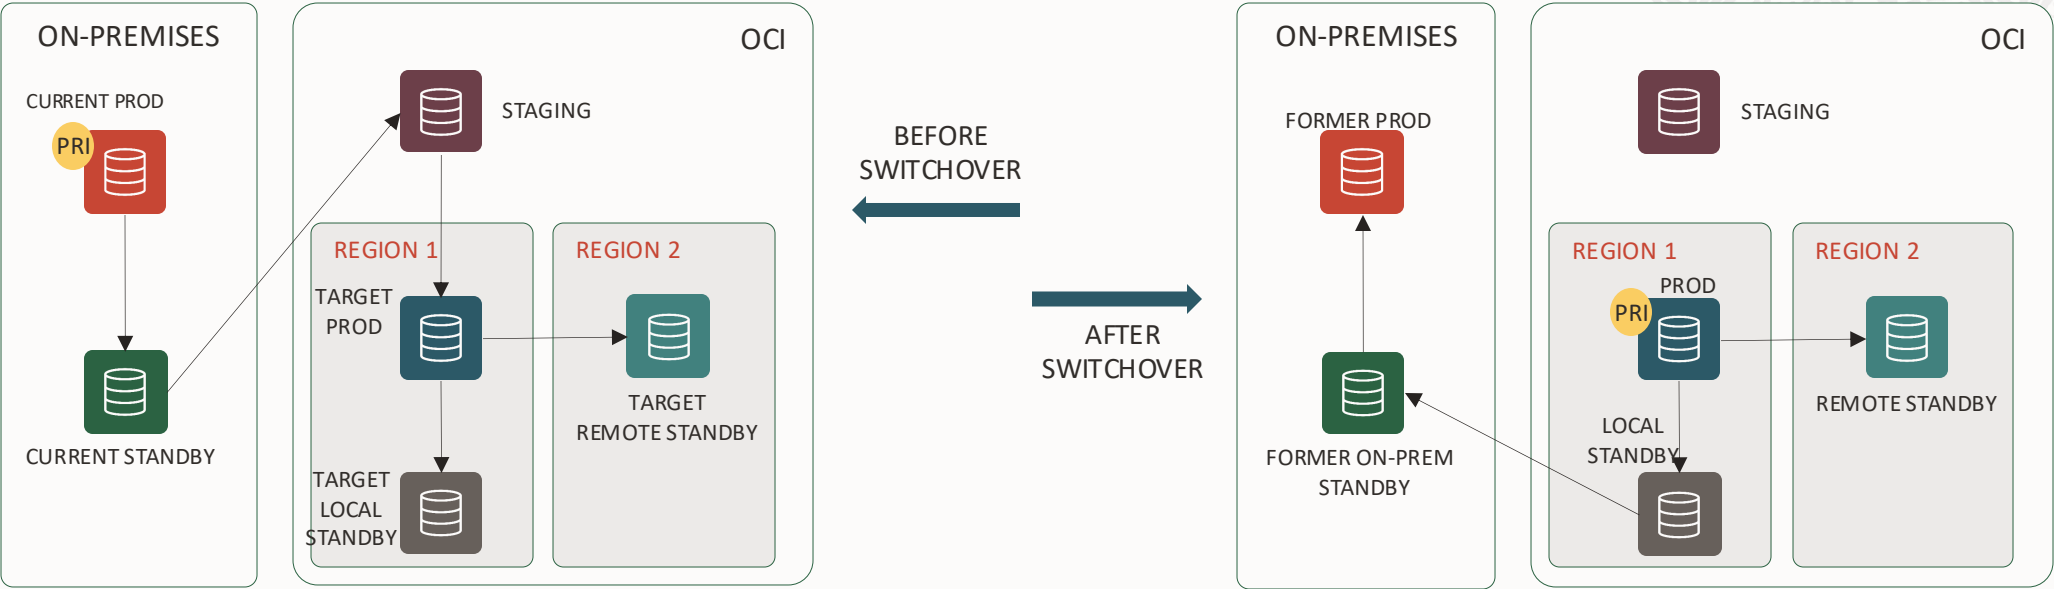 ON-PREMISES
OCI
CURRENT PROD
PRI
STAGING
REGION 1
REGION 2
TARGET
PROD
TARGET
REMOTE STANDBY
CURRENT STANDBY
TARGET
LOCAL
STANDBY
BEFORE
SWITCHOVER
AFTER
SWITCHOVER
ON-PREMISES
OCI
FORMER PROD
STAGING
REGION 1
REGION 2
PROD
PRI
REMOTE STANDBY
LOCAL
STANDBY
FORMER ON-PREM
STANDBY